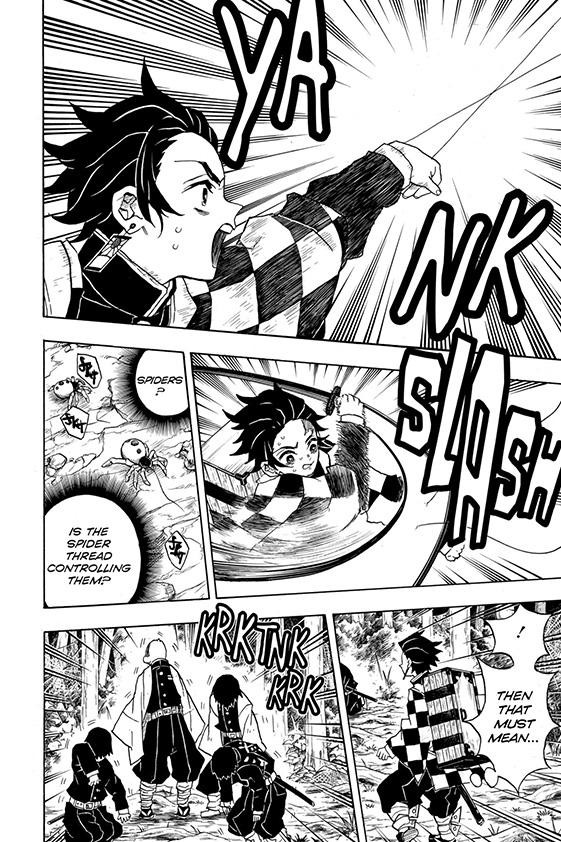 YA
NK
SLASH
SPIDERS
?
IS THE
SPIDER
THREAD
CONTROLLING
THEM?
!
THEN
THAT
MUST
MEAN...
KRK
TNK
KRK